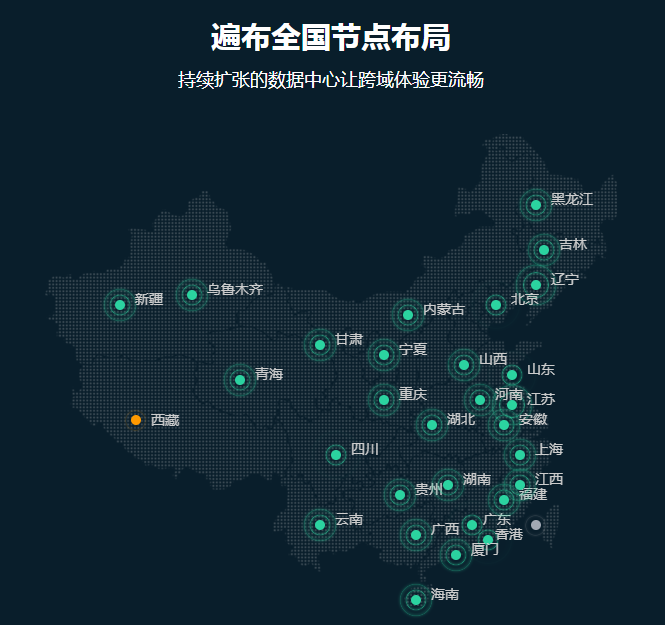 遍布全国节点布局
持续扩张的数据中心让跨域体验更流畅
黑龙江
吉林
辽宁
乌鲁木齐
新疆
北京
内蒙古
甘肃
宁夏
山西
山东
青海
重庆
河南
江苏
西藏
湖北
安徽
四川
上海
湖南
江西
贵州
福建
云南
广东
广西
香港
厦门
海南